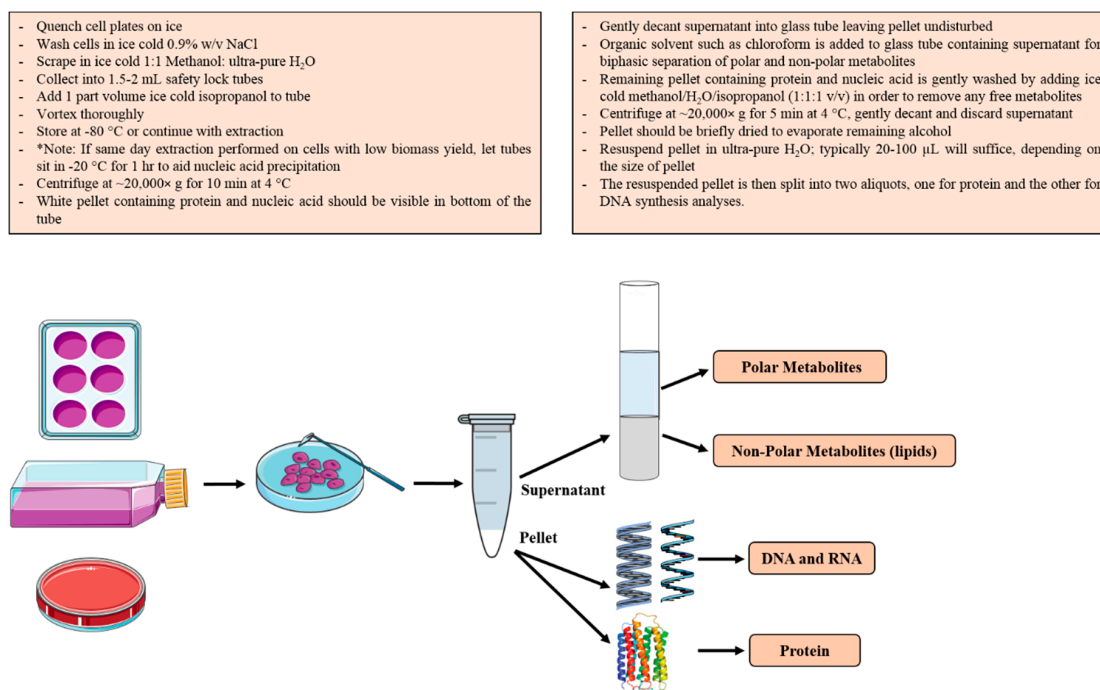 - Quench cell plates on ice
- Wash cells in ice cold 0.9% w/v NaCl
- Scrape in ice cold 1:1 Methanol: ultra-pure H₂O
- Collect into 1.5-2 mL safety lock tubes
- Add 1 part volume ice cold isopropanol to tube
- Vortex thoroughly
- Store at -80 °C or continue with extraction
- *Note: If same day extraction performed on cells with low biomass yield, let tubes
sit in -20 °C for 1 hr to aid nucleic acid precipitation
- Centrifuge at ~20,000× g for 10 min at 4 °C
- White pellet containing protein and nucleic acid should be visible in bottom of the
tube
- Gently decant supernatant into glass tube leaving pellet undisturbed
- Organic solvent such as chloroform is added to glass tube containing supernatant for
biphasic separation of polar and non-polar metabolites
- Remaining pellet containing protein and nucleic acid is gently washed by adding ice
cold methanol/H₂O/isopropanol (1:1:1 v/v) in order to remove any free metabolites
- Centrifuge at ~20,000× g for 5 min at 4 °C, gently decant and discard supernatant
- Pellet should be briefly dried to evaporate remaining alcohol
- Resuspend pellet in ultra-pure H₂O; typically 20-100 µL will suffice, depending on
the size of pellet
- The resuspended pellet is then split into two aliquots, one for protein and the other for
DNA synthesis analyses.
Polar Metabolites
Non-Polar Metabolites (lipids)
Supernatant
Pellet
DNA and RNA
Protein